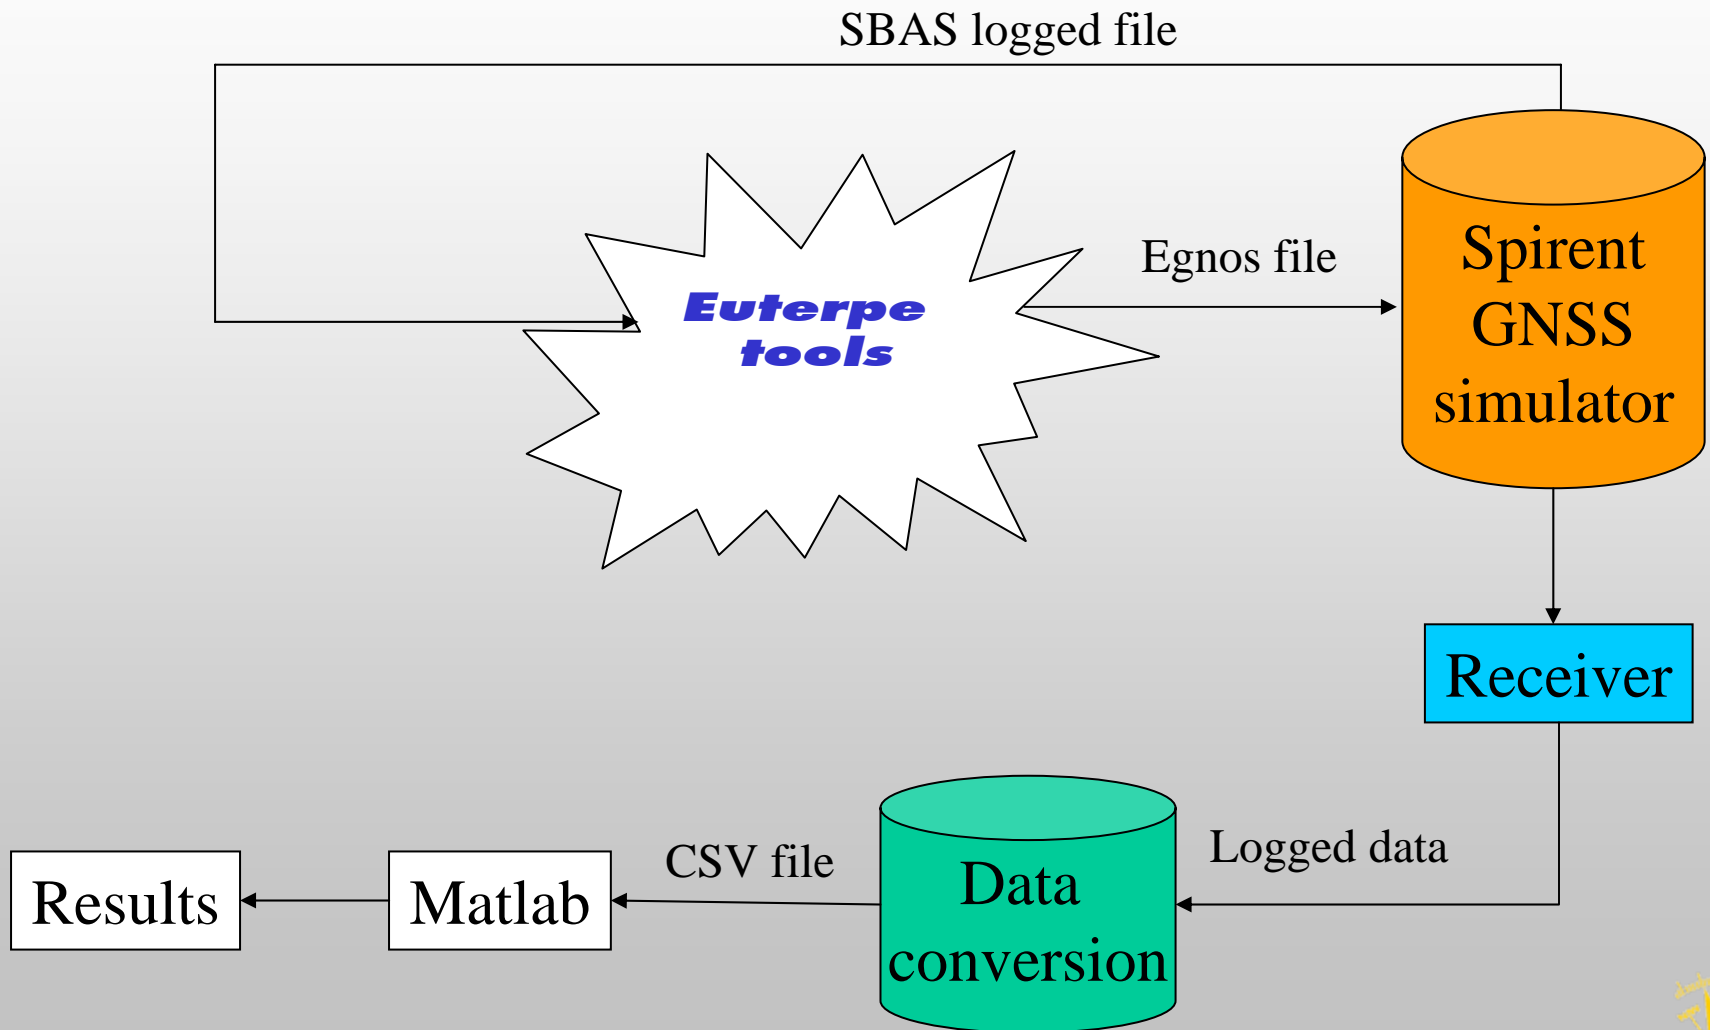 SBAS logged file
Egnos file
Euterpe
tools
Spirent
GNSS
simulator
Receiver
Logged data
Data
conversion
CSV file
Matlab
Results